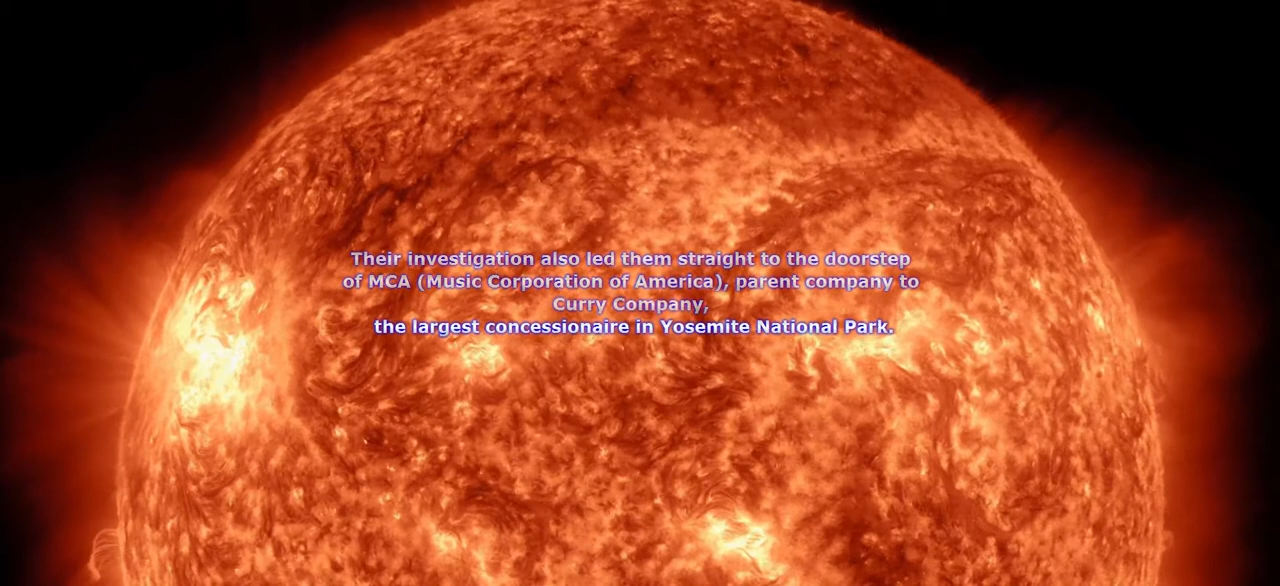 Their investigation also led them straight to the doorstep
of MCA (Music Corporation of America), parent company to
Curry Company,
the largest concessionaire in Yosemite National Park.